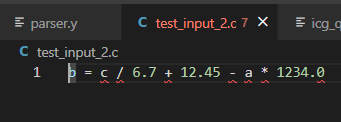 parser.y
C test_input_2.c 7 ×
icg_q
C test_input_2.c
1 b = c / 6.7 + 12.45 - a * 1234.0